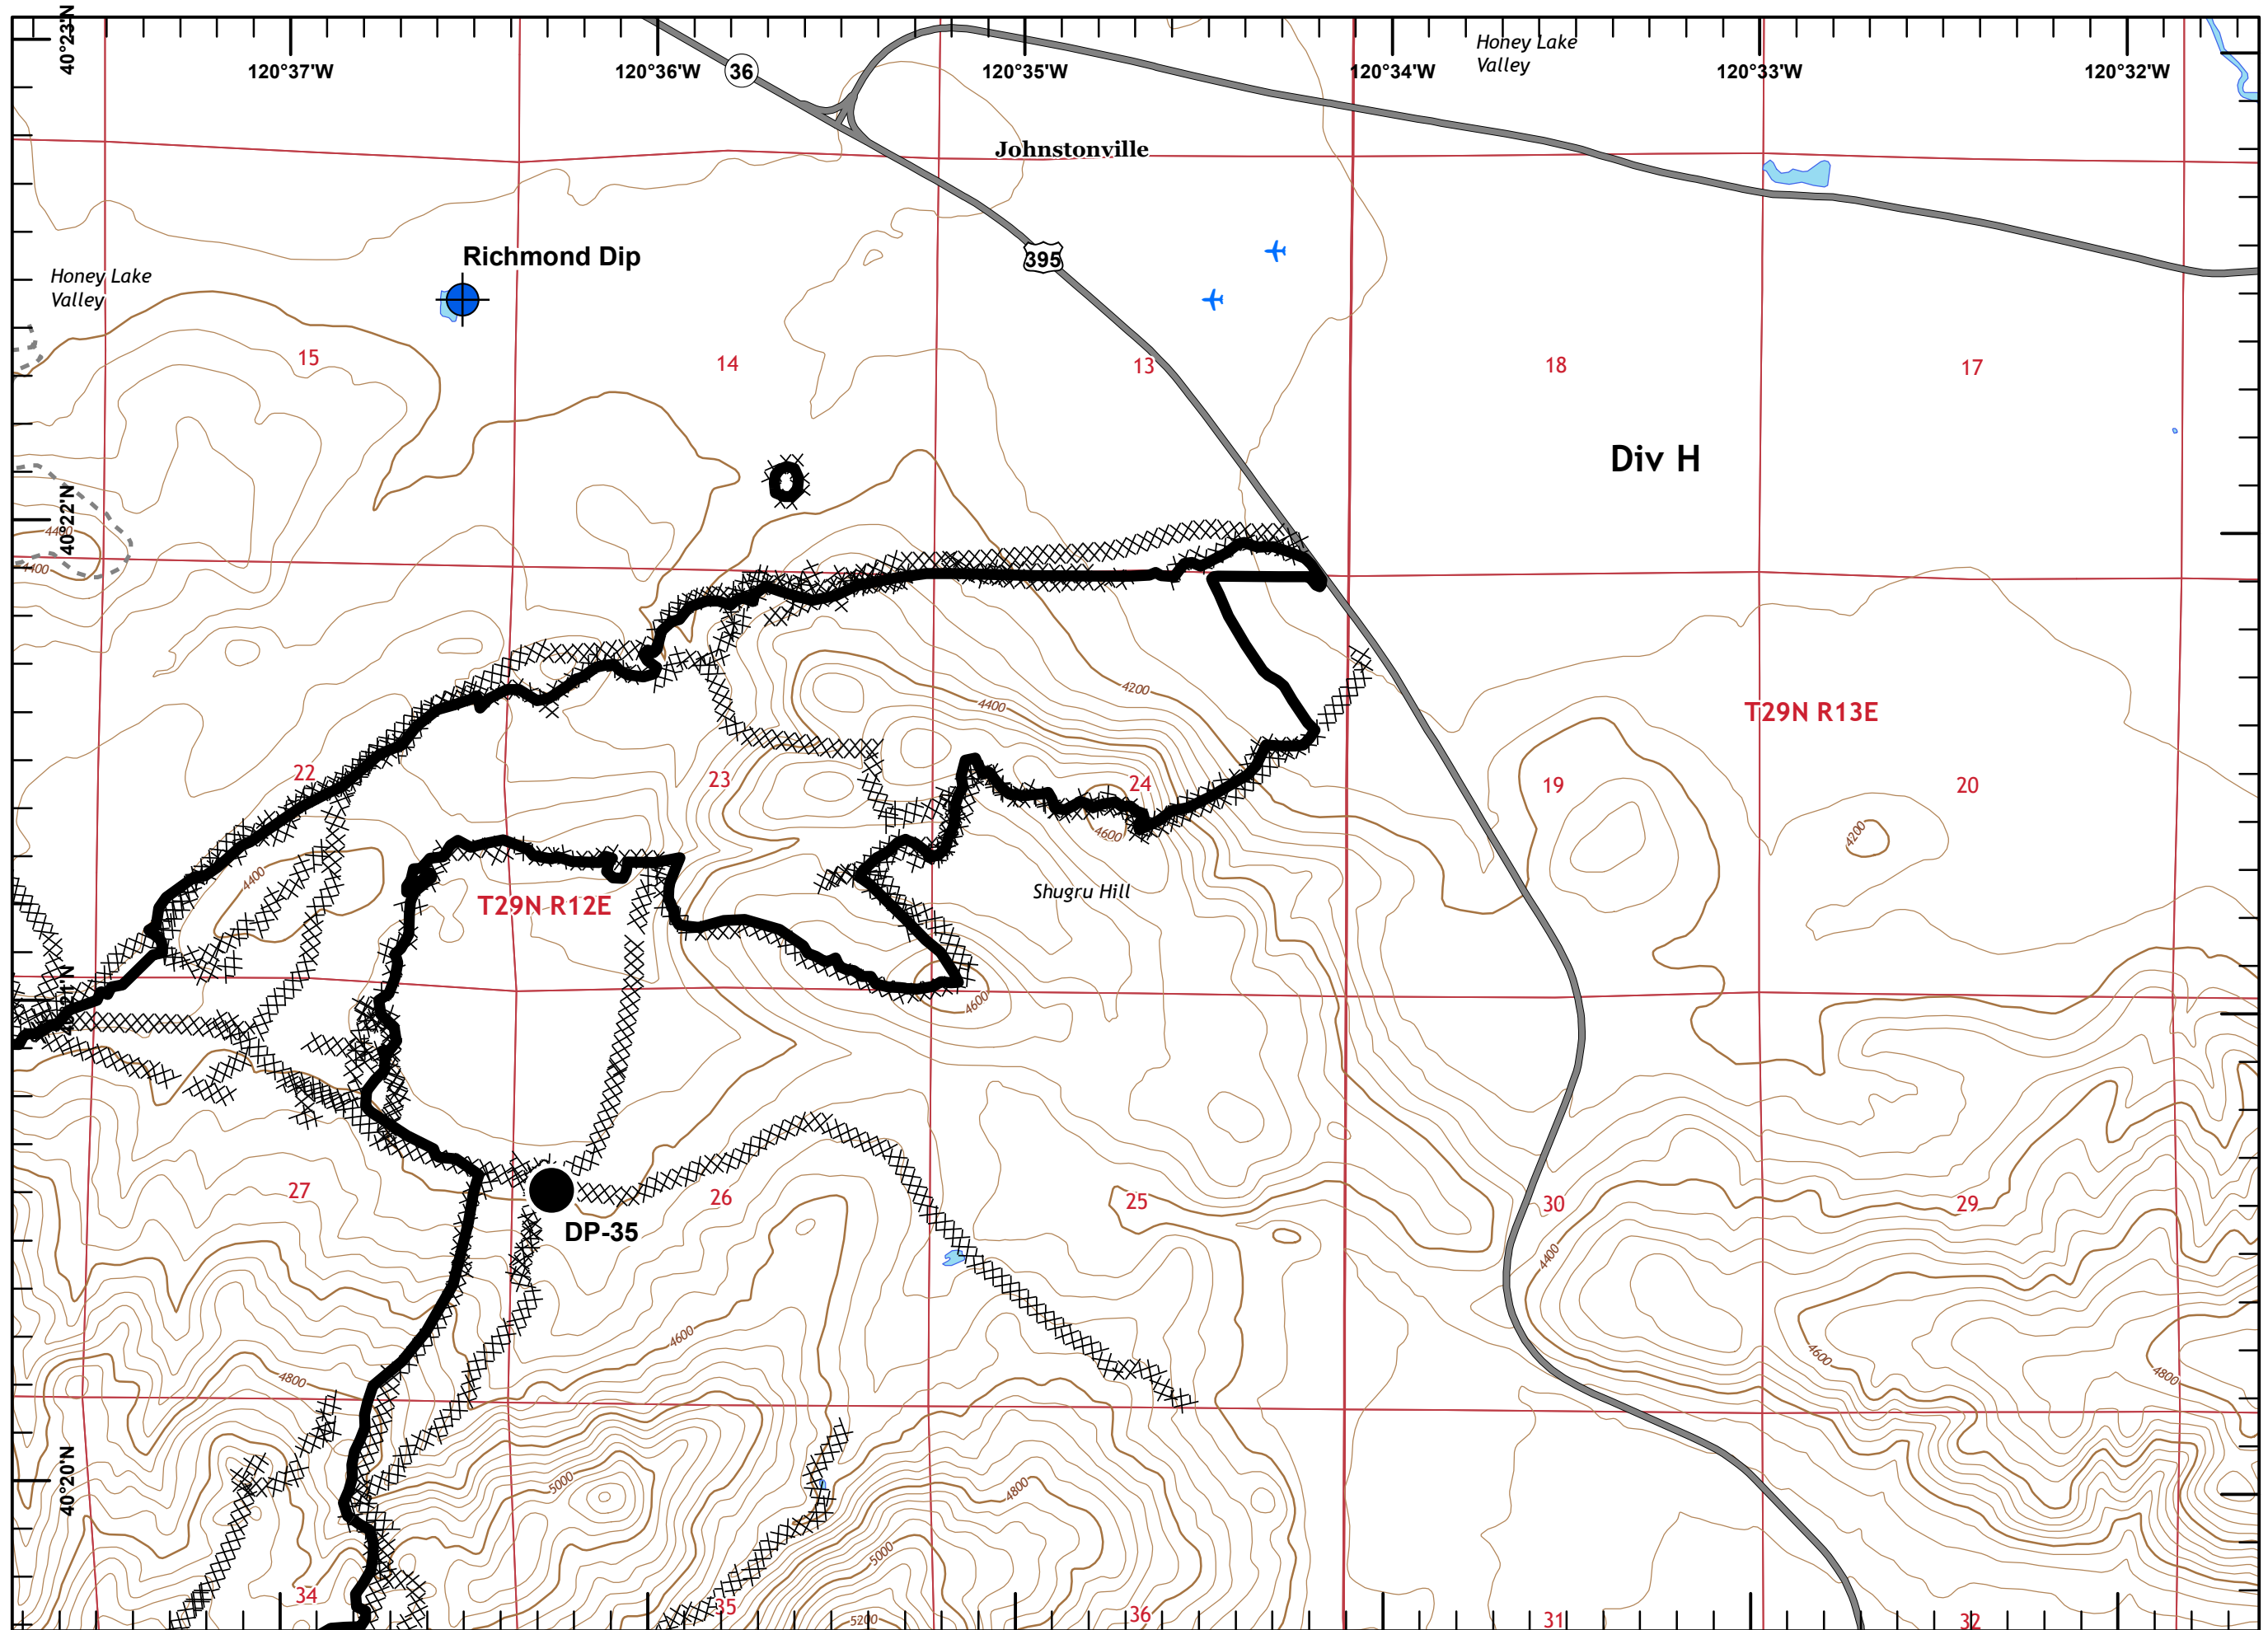 40°23'N
120°37'W
120°36'W
36
120°35'W
120°34'W
Honey Lake
Valley
120°33'W
120°32'W
Johnstonville
Richmond Dip
395
Honey Lake
Valley
15
14
13
18
17
Div H
40°22'N
4400
4400
4200
4400
T29N R13E
22
23
24
19
20
4600
4200
4400
T29N R12E
Shugru Hill
4600
27
26
25
30
29
DP-35
4400
4600
4600
4800
4800
40°20'N
5000
4800
5000
34
35
36
31
32
5200